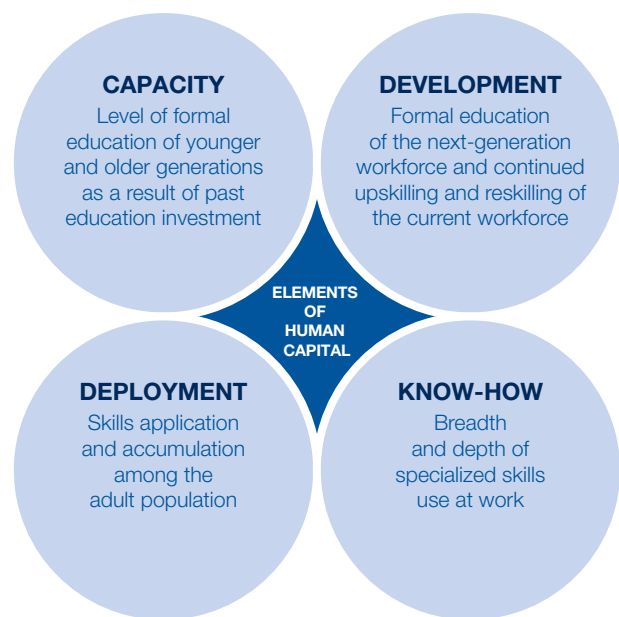 CAPACITY
Level of formal
education of younger
and older generations
as a result of past
education investment
DEVELOPMENT
Formal education
of the next-generation
workforce and continued
upskilling and reskilling of
the current workforce
ELEMENTS
OF
HUMAN
CAPITAL
DEPLOYMENT
Skills application
and accumulation
among the
adult population
KNOW-HOW
Breadth
and depth of
specialized skills
use at work